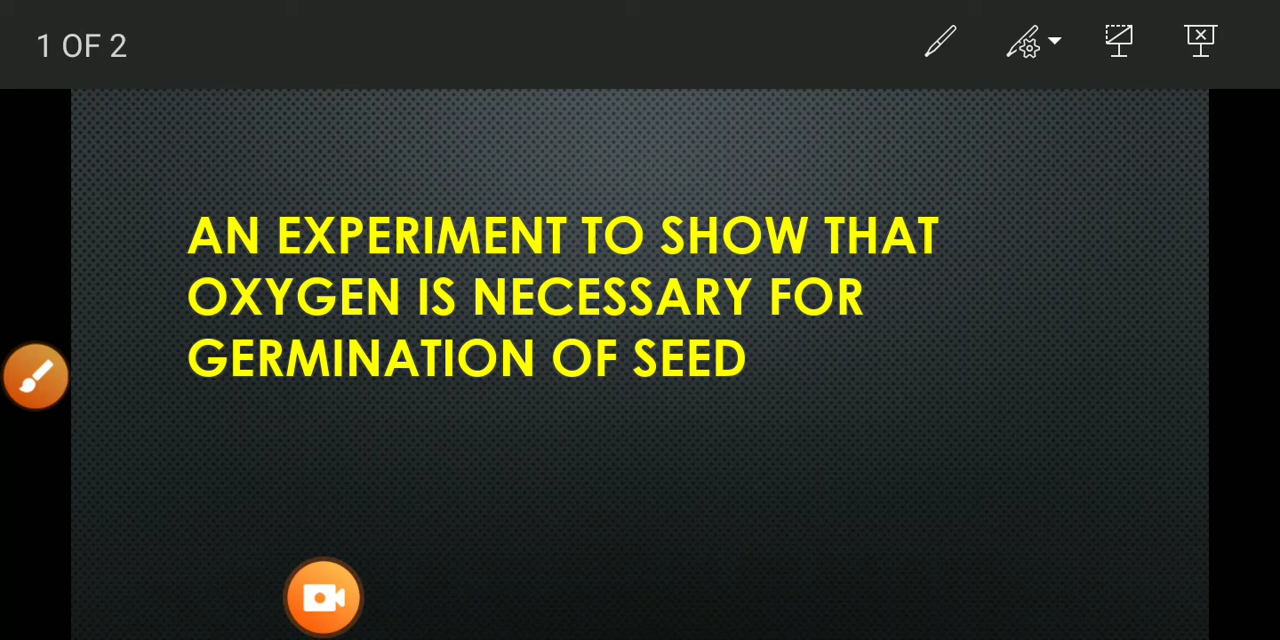 1 OF 2
AN EXPERIMENT TO SHOW THAT
OXYGEN IS NECESSARY FOR
GERMINATION OF SEED